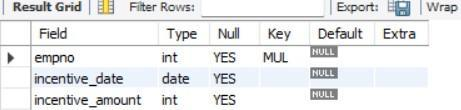 Result Grid Filter Rows: Export: Wrap
Field Type Null Key Default Extra
empno int YES MUL NULL
incentive_date date YES NULL
incentive_amount int YES NULL